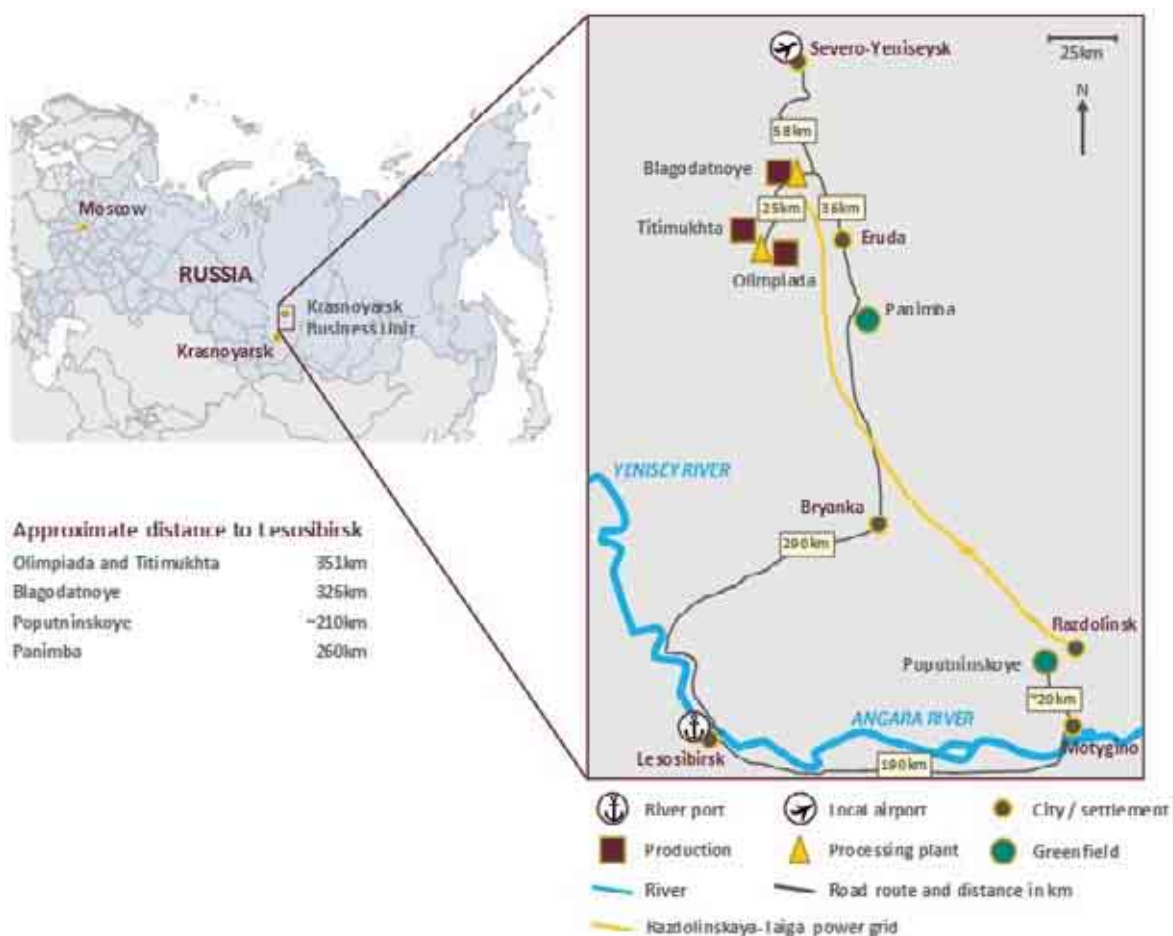 Moscow
RUSSIA
Krasnoyarsk
Business Unit
Krasnoyarsk
Approximate distance to Lesosibirsk
Olimpiada and Titimukhta 351km
Blagodatnoye 326km
Poputninskoye ~210km
Panimba 260km
Severo-Yeniseysk
25km
N
58km
Blagodatnoye
25km
36km
Titimukhta
Eruda
Olimpiada
Panimba
YENISEY RIVER
Bryanka
290km
Razdolinsk
Poputninskoye
~20km
ANGARA RIVER
Motygino
Lesosibirsk
190km
River port
Local airport
City / settlement
Production
Processing plant
Greenfield
River
Road route and distance in km
Razdolinskaya-Taiga power grid